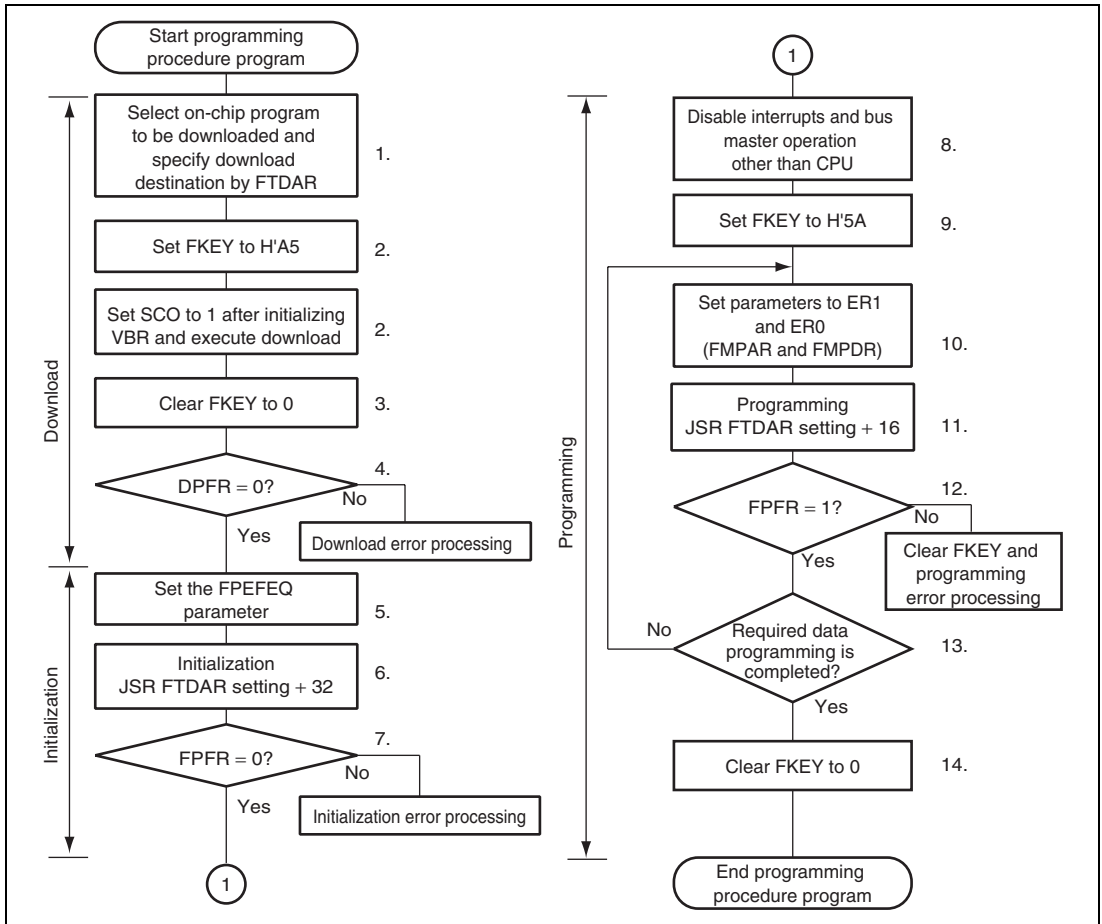 Start programming
procedure program
Download
Select on-chip program
to be downloaded and
specify download
destination by FTDAR
1.
Set FKEY to H'A5
2.
Set SCO to 1 after initializing
VBR and execute download
2.
Clear FKEY to 0
3.
DPFR = 0?
4.
No
Download error processing
Yes
Initialization
Set the FPEFEQ
parameter
5.
Initialization
JSR FTDAR setting + 32
6.
FPFR = 0?
7.
No
Initialization error processing
Yes
1
1
Programming
Disable interrupts and bus
master operation
other than CPU
8.
Set FKEY to H'5A
9.
Set parameters to ER1
and ER0
(FMPAR and FMPDR)
10.
Programming
JSR FTDAR setting + 16
11.
FPFR = 1?
12.
No
Clear FKEY and
programming
error processing
Yes
Required data
programming is
completed?
13.
No
Yes
Clear FKEY to 0
14.
End programming
procedure program